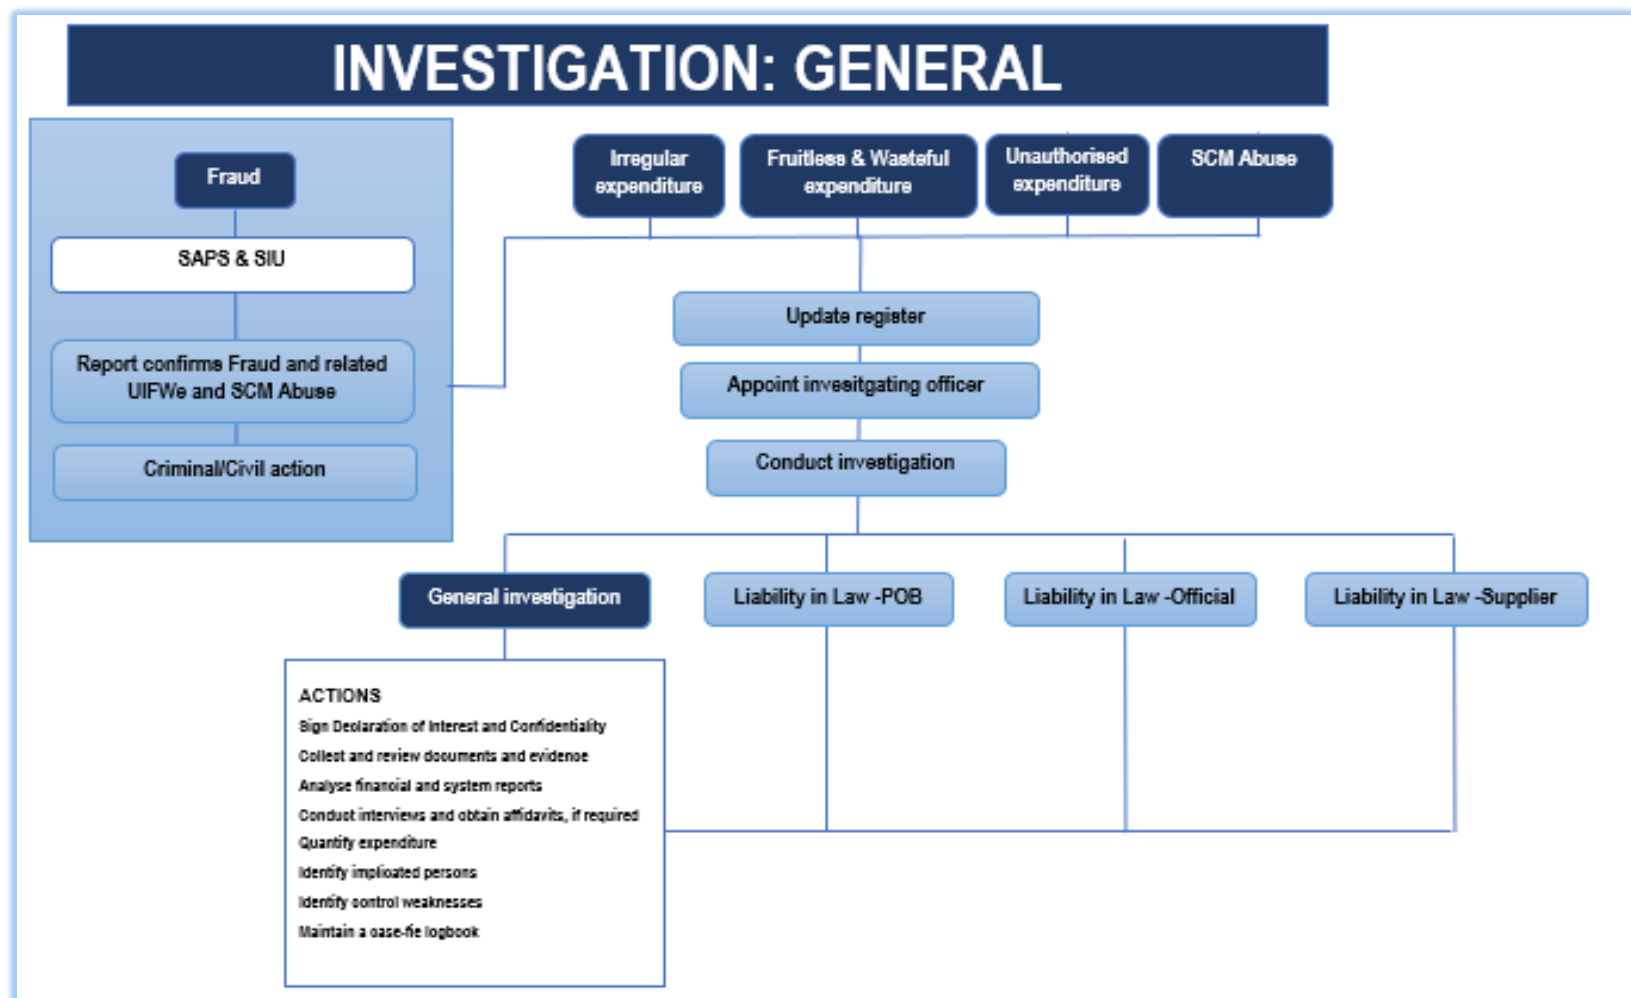 INVESTIGATION: GENERAL
Fraud
SAPS & SIU
Report confirms Fraud and related
UIFWe and SCM Abuse
Criminal/Civil action
Irregular
expenditure
Fruitless & Wasteful
expenditure
Unauthorised
expenditure
SCM Abuse
Update register
Appoint invesitgating officer
Conduct investigation
General investigation
Liability in Law -POB
Liability in Law -Official
Liability in Law -Supplier
ACTIONS
Sign Declaration of Interest and Confidentiality
Collect and review documents and evidence
Analyse financial and system reports
Conduct interviews and obtain affidavits, if required
Quantify expenditure
Identify implicated persons
Identify control weaknesses
Maintain a case-fie logbook